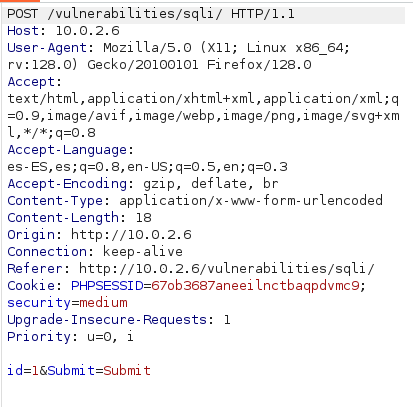 POST /vulnerabilities/sqli/ HTTP/1.1
Host: 10.0.2.6
User-Agent: Mozilla/5.0 (X11; Linux x86_64;
rv:128.0) Gecko/20100101 Firefox/128.0
Accept:
text/html,application/xhtml+xml,application/xml;q
=0.9,image/avif,image/webp,image/png,image/svg+xm
l,*/*;q=0.8
Accept-Language:
es-ES,es;q=0.8,en-US;q=0.5,en;q=0.3
Accept-Encoding: gzip, deflate, br
Content-Type: application/x-www-form-urlencoded
Content-Length: 18
Origin: http://10.0.2.6
Connection: keep-alive
Referer: http://10.0.2.6/vulnerabilities/sqli/
Cookie: PHPSESSID=67ob3687aneeilnctbaqpdvmc9;
security=medium
Upgrade-Insecure-Requests: 1
Priority: u=0, i
id=1&Submit=Submit